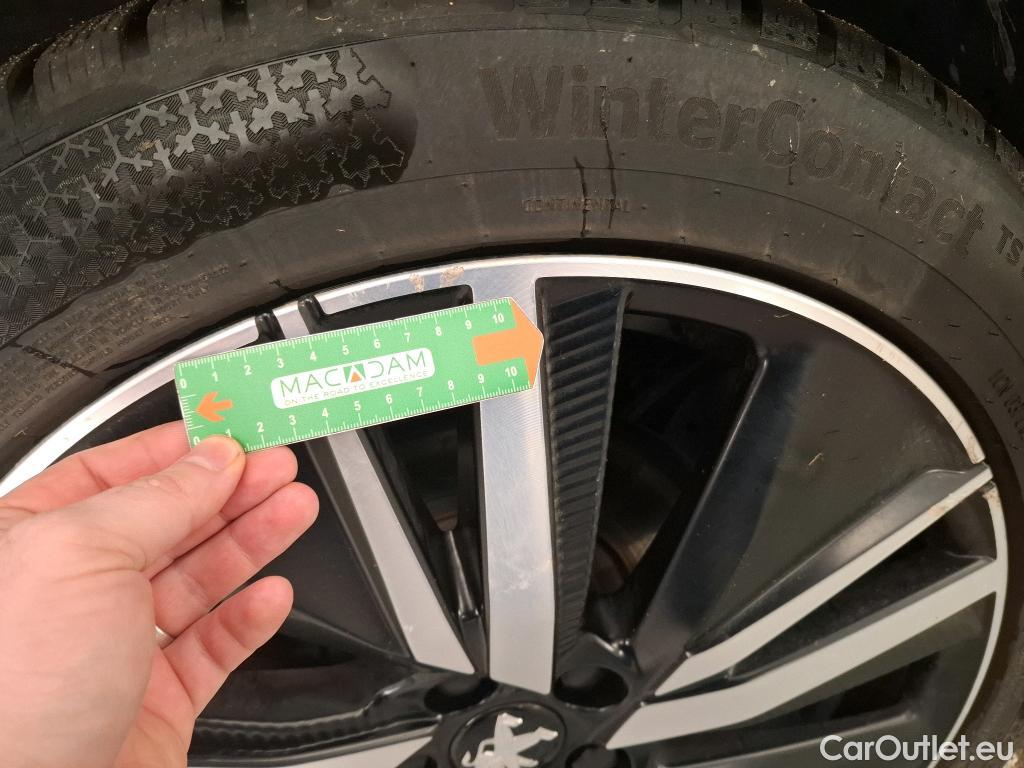 WinterContact TS
CONTINENTAL
0 1 2 3 4 5 6 7 8 9 10
MACADAM
ON THE ROAD TO EXCELLENCE
0 1 2 3 4 5 6 7 8 9 10
CarOutlet.eu